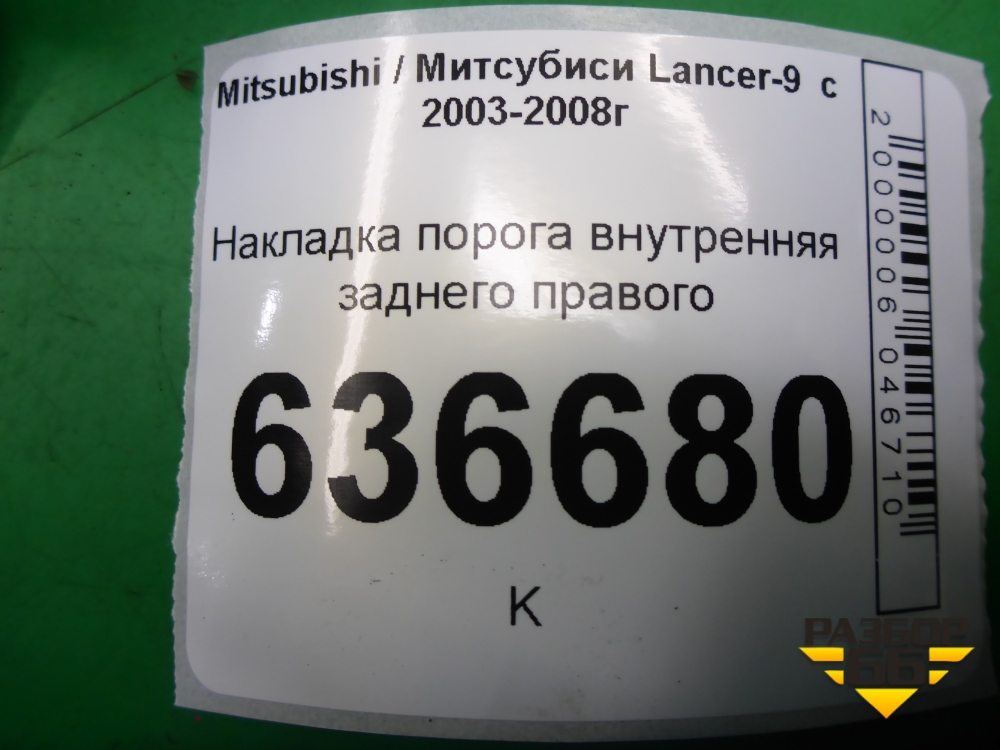 Mitsubishi / Митсубиси Lancer-9 с
2003-2008г
Накладка порога внутренняя
заднего правого
636680
К
2000006046710
РАЗБОР
66